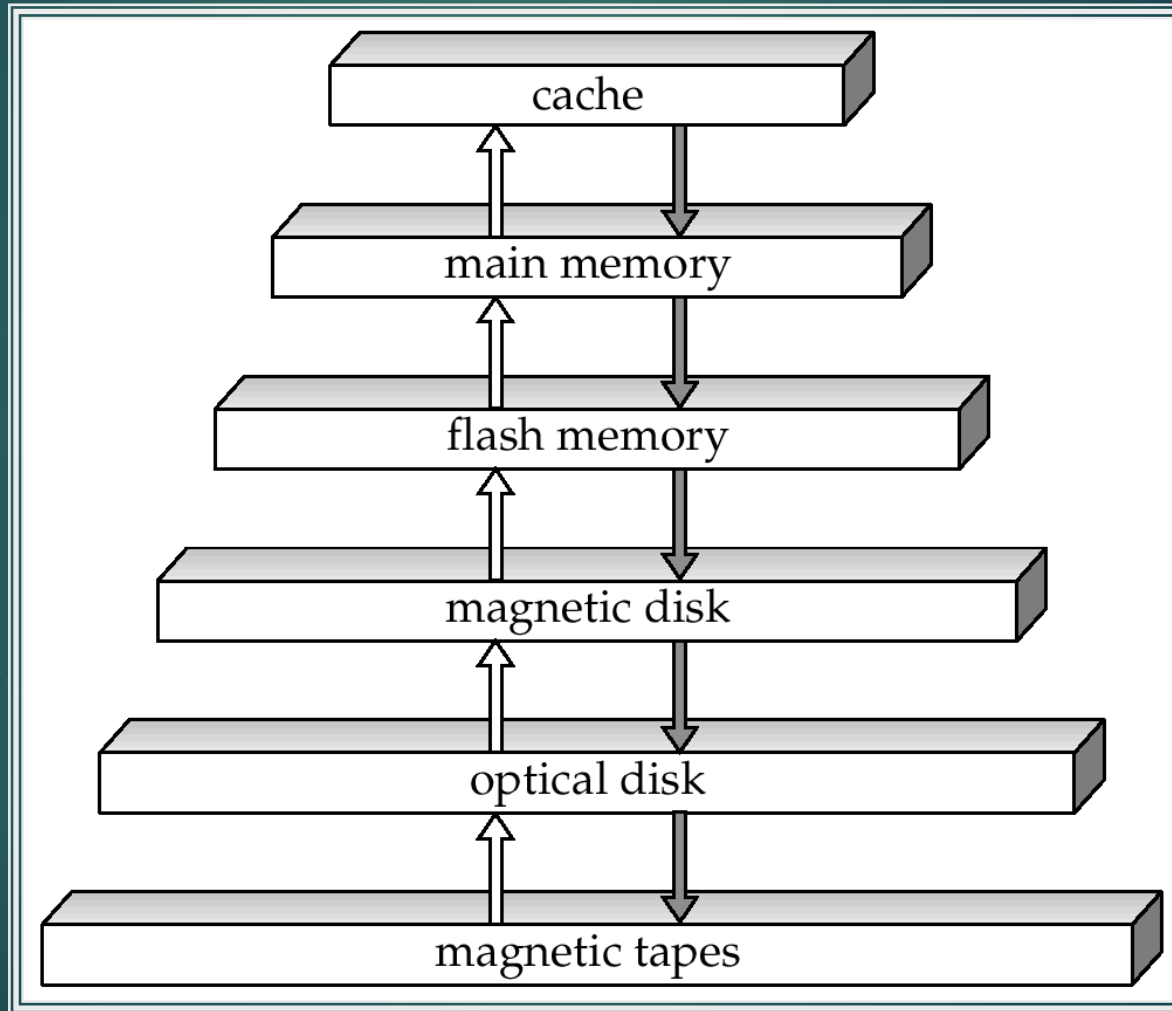 cache
main memory
flash memory
magnetic disk
optical disk
magnetic tapes